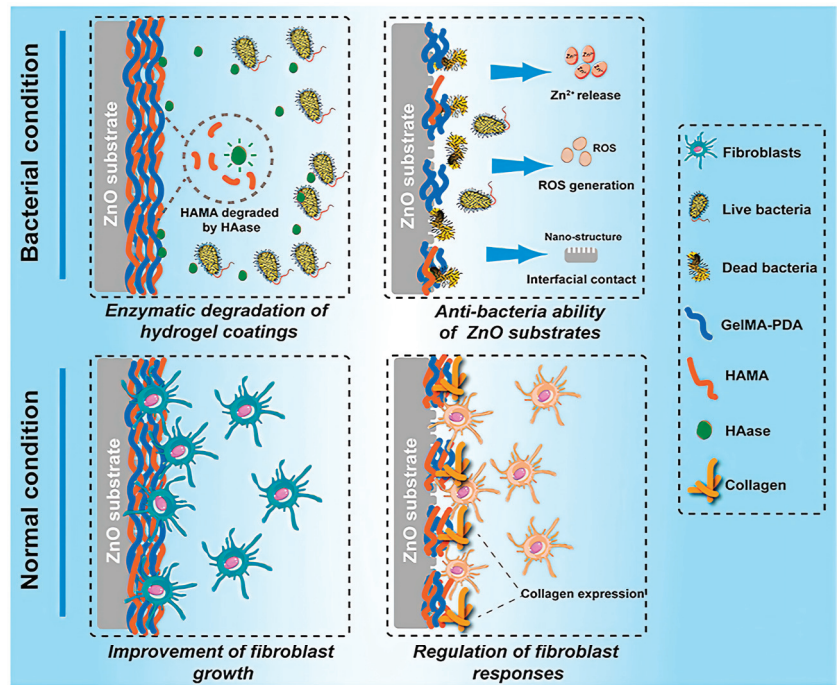 Bacterial condition
ZnO substrate
HAMA degraded
by HAase
Enzymatic degradation of
hydrogel coatings
ZnO substrate
Zn²⁺ release
ROS
ROS generation
Nano-structure
Interfacial contact
Anti-bacteria ability
of ZnO substrates
Normal condition
ZnO substrate
Improvement of fibroblast
growth
ZnO substrate
Collagen expression
Regulation of fibroblast
responses
Fibroblasts
Live bacteria
Dead bacteria
GelMA-PDA
HAMA
HAase
Collagen